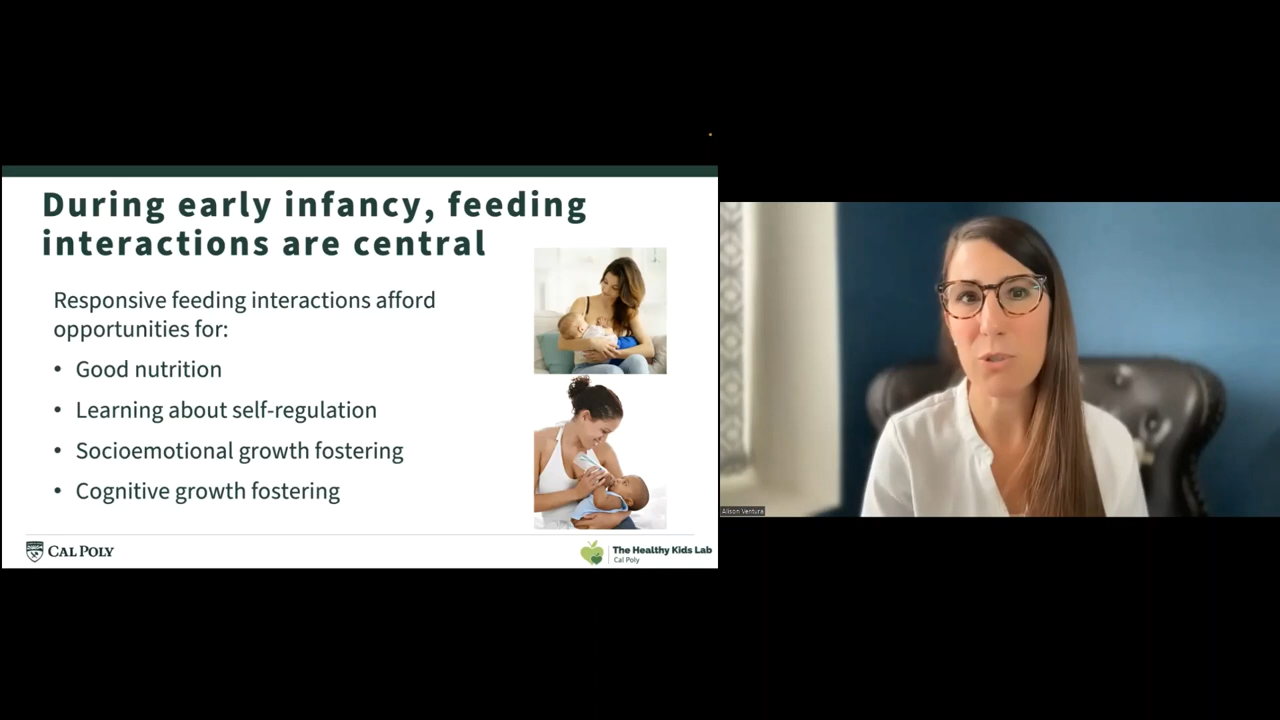 During early infancy, feeding
interactions are central
Responsive feeding interactions afford
opportunities for:
• Good nutrition
• Learning about self-regulation
• Socioemotional growth fostering
• Cognitive growth fostering
CAL POLY
The Healthy Kids Lab
Cal Poly
Alison Ventura